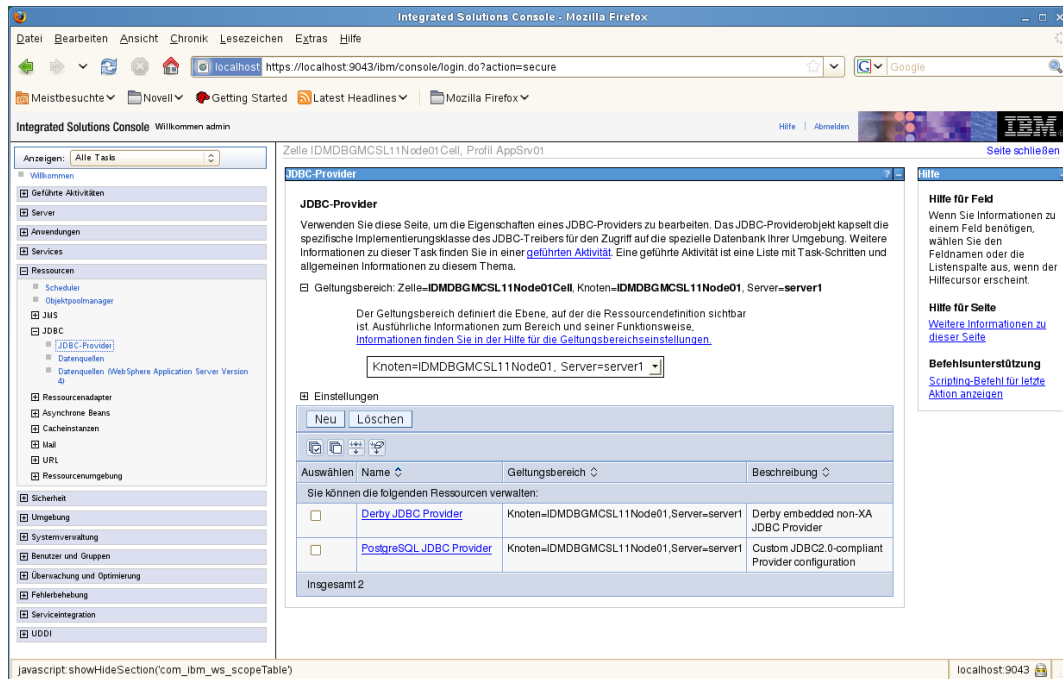 Integrated Solutions Console - Mozilla Firefox
Datei Bearbeiten Ansicht Chronik Lesezeichen Extras Hilfe
localhost https://localhost:9043/ibm/console/login.do?action=secure
G Google
Meistbesuchte Novell Getting Started Latest Headlines Mozilla Firefox
Integrated Solutions Console Willkommen admin
Hilfe | Abmelden
IBM.
Anzeigen: Alle Tasks
Willkommen
Geführte Aktivitäten
Server
Anwendungen
Services
Ressourcen
Scheduler
Objektpoolmanager
JMS
JDBC
JDBC-Provider
Datenquellen
Datenquellen (WebSphere Application Server Version
4)
Ressourcenadapter
Asynchrone Beans
Cacheinstanzen
Mail
URL
Ressourcenumgebung
Sicherheit
Umgebung
Systemverwaltung
Benutzer und Gruppen
Überwachung und Optimierung
Fehlerbehebung
Serviceintegration
UDDI
Zelle IDMDBGMCSL11Node01Cell, Profil AppSrv01
Seite schließen
JDBC-Provider
? –
JDBC-Provider
Verwenden Sie diese Seite, um die Eigenschaften eines JDBC-Providers zu bearbeiten. Das JDBC-Providerobjekt kapselt die
spezifische Implementierungsklasse des JDBC-Treibers für den Zugriff auf die spezielle Datenbank Ihrer Umgebung. Weitere
Informationen zu dieser Task finden Sie in einer geführten Aktivität. Eine geführte Aktivität ist eine Liste mit Task-Schritten und
allgemeinen Informationen zu diesem Thema.
Geltungsbereich: Zelle=IDMDBGMCSL11Node01Cell, Knoten=IDMDBGMCSL11Node01, Server=server1
Der Geltungsbereich definiert die Ebene, auf der die Ressourcendefinition sichtbar
ist. Ausführliche Informationen zum Bereich und seiner Funktionsweise,
Informationen finden Sie in der Hilfe für die Geltungsbereichseinstellungen.
Knoten=IDMDBGMCSL11Node01, Server=server1
Einstellungen
Neu Löschen
Auswählen Name Geltungsbereich Beschreibung
Sie können die folgenden Ressourcen verwalten:
Derby JDBC Provider Knoten=IDMDBGMCSL11Node01,Server=server1 Derby embedded non-XA
JDBC Provider
PostgreSQL JDBC Provider Knoten=IDMDBGMCSL11Node01,Server=server1 Custom JDBC2.0-compliant
Provider configuration
Insgesamt 2
Hilfe
Hilfe für Feld
Wenn Sie Informationen zu
einem Feld benötigen,
wählen Sie den
Feldnamen oder die
Listenspalte aus, wenn der
Hilfecursor erscheint.
Hilfe für Seite
Weitere Informationen zu
dieser Seite
Befehlsunterstützung
Scripting-Befehl für letzte
Aktion anzeigen
javascript:showHideSection('com_ibm_ws_scopeTable')
localhost:9043